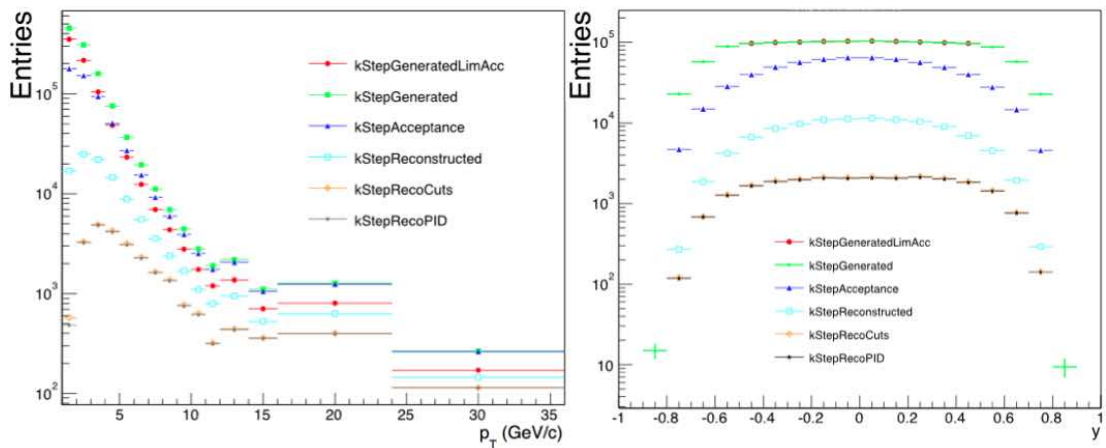 Entries
10^5
10^4
10^3
10^2
kStepGeneratedLimAcc
kStepGenerated
kStepAcceptance
kStepReconstructed
kStepRecoCuts
kStepRecoPID
5 10 15 20 25 30 35
p_T (GeV/c)
Entries
10^5
10^4
10^3
10^2
10
kStepGeneratedLimAcc
kStepGenerated
kStepAcceptance
kStepReconstructed
kStepRecoCuts
kStepRecoPID
-1 -0.8 -0.6 -0.4 -0.2 0 0.2 0.4 0.6 0.8 1
y